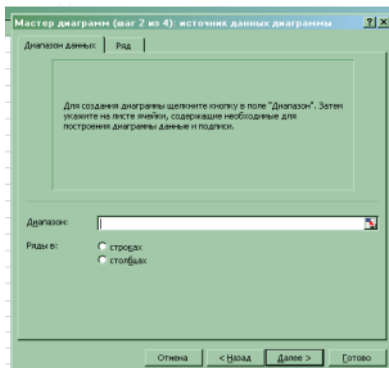 Мастер диаграмм (шаг 2 из 4): источник данных диаграммы
Диапазон данных Ряд
Для создания диаграммы щелкните кнопку в поле "Диапазон". Затем
укажите на листе ячейки, содержащие необходимые для
построения диаграммы данные и подписи.
Диапазон:
Ряды в: строках
столбцах
Отмена < Назад Далее > Готово